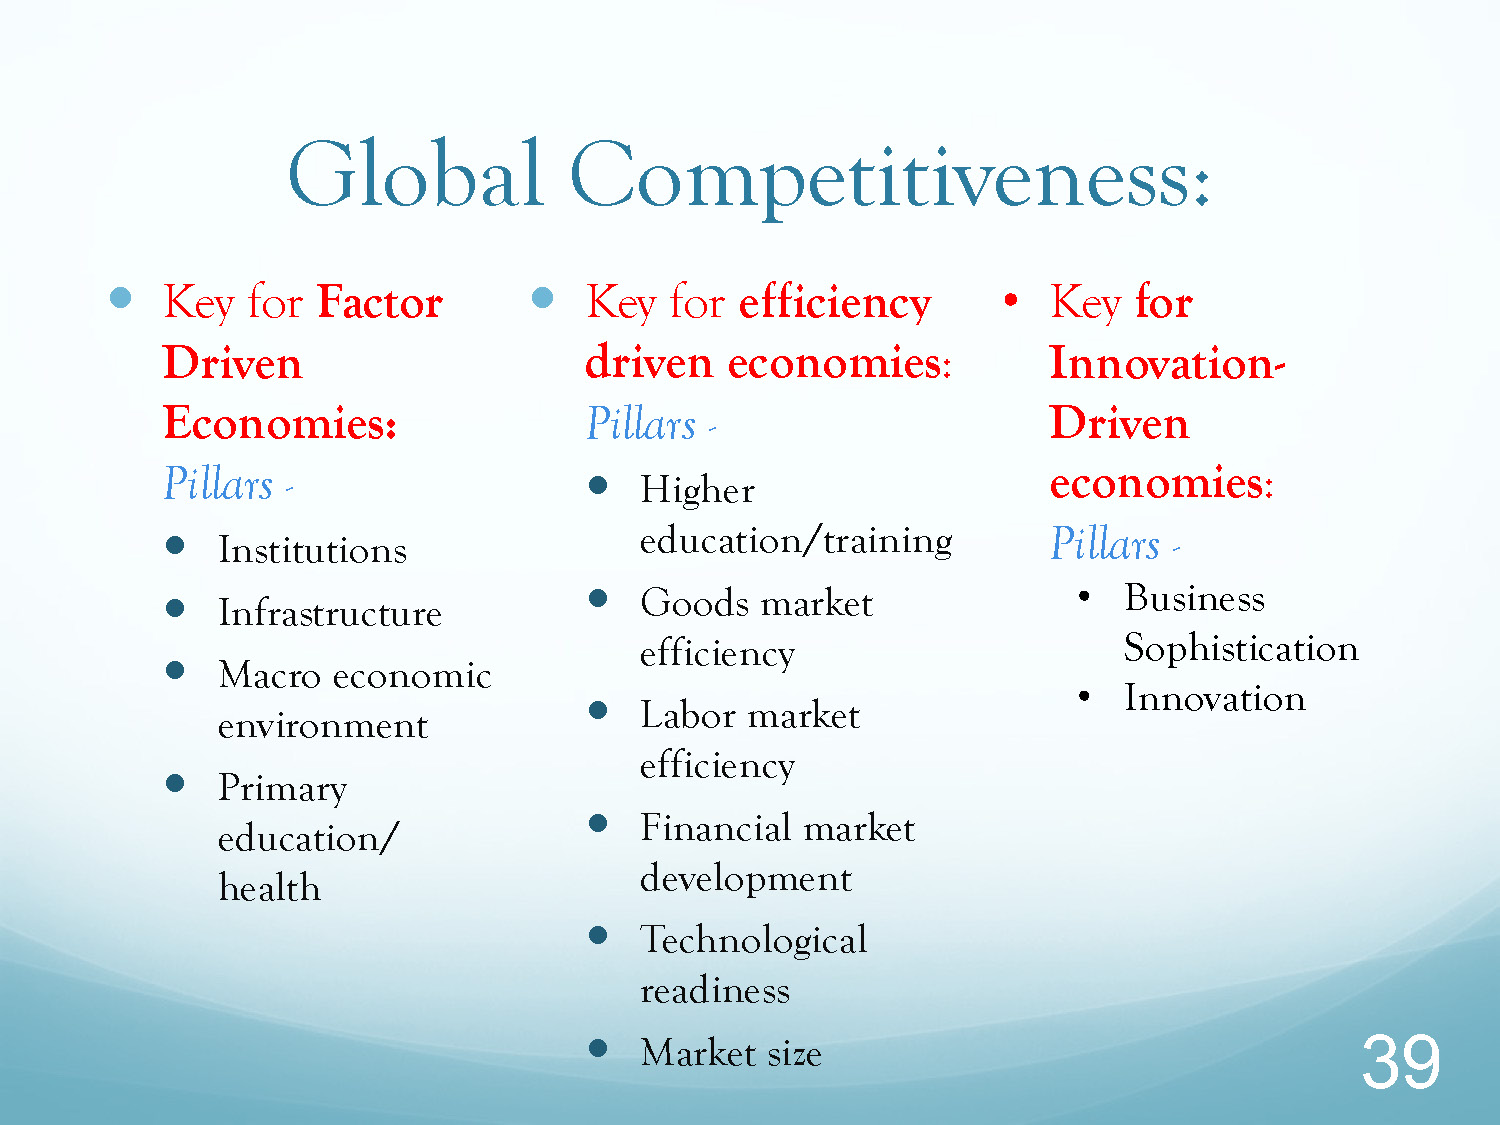 Global Competitiveness:
• Key for Factor
Driven
Economies:
Pillars -
• Institutions
• Infrastructure
• Macro economic
environment
• Primary
education/
health
• Key for efficiency
driven economies:
Pillars -
• Higher
education/training
• Goods market
efficiency
• Labor market
efficiency
• Financial market
development
• Technological
readiness
• Market size
• Key for
Innovation-
Driven
economies:
Pillars -
• Business
Sophistication
• Innovation
39